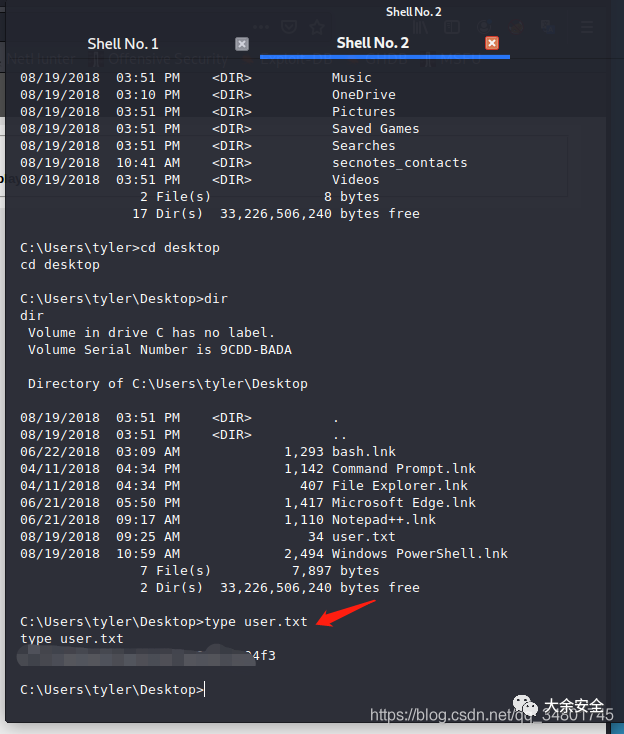 Shell No. 2
Shell No. 1
Shell No. 2
NetHunter
Offensive Security
08/19/2018  03:51 PM    <DIR>          Music
08/19/2018  03:10 PM    <DIR>          OneDrive
08/19/2018  03:51 PM    <DIR>          Pictures
08/19/2018  03:51 PM    <DIR>          Saved Games
08/19/2018  03:51 PM    <DIR>          Searches
08/19/2018  10:41 AM    <DIR>          secnotes_contacts
08/19/2018  03:51 PM    <DIR>          Videos
               2 File(s)              8 bytes
              17 Dir(s)  33,226,506,240 bytes free
C:\Users\tyler>cd desktop
cd desktop
C:\Users\tyler\Desktop>dir
dir
 Volume in drive C has no label.
 Volume Serial Number is 9CDD-BADA
 Directory of C:\Users\tyler\Desktop
08/19/2018  03:51 PM    <DIR>          .
08/19/2018  03:51 PM    <DIR>          ..
06/22/2018  03:09 AM             1,293 bash.lnk
04/11/2018  04:34 PM             1,142 Command Prompt.lnk
04/11/2018  04:34 PM               407 File Explorer.lnk
06/21/2018  05:50 PM             1,417 Microsoft Edge.lnk
06/21/2018  09:17 AM             1,110 Notepad++.lnk
08/19/2018  09:25 AM                34 user.txt
08/19/2018  10:59 AM             2,494 Windows PowerShell.lnk
               7 File(s)          7,897 bytes
               2 Dir(s)  33,226,506,240 bytes free
C:\Users\tyler\Desktop>type user.txt
type user.txt
4f3
C:\Users\tyler\Desktop>
大余安全
https://blog.csdn.net/qq_34801745